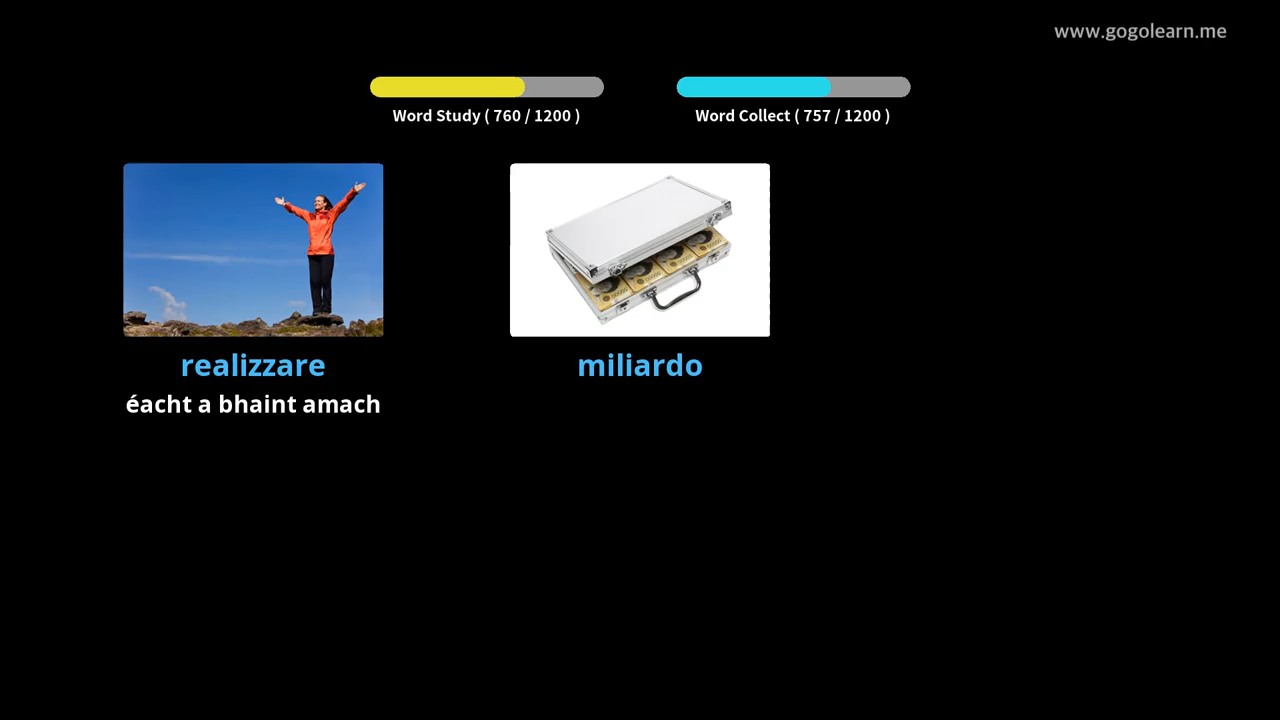 www.gogolearn.me
Word Study ( 760 / 1200 )
Word Collect ( 757 / 1200 )
realizzare
éacht a bhaint amach
miliardo